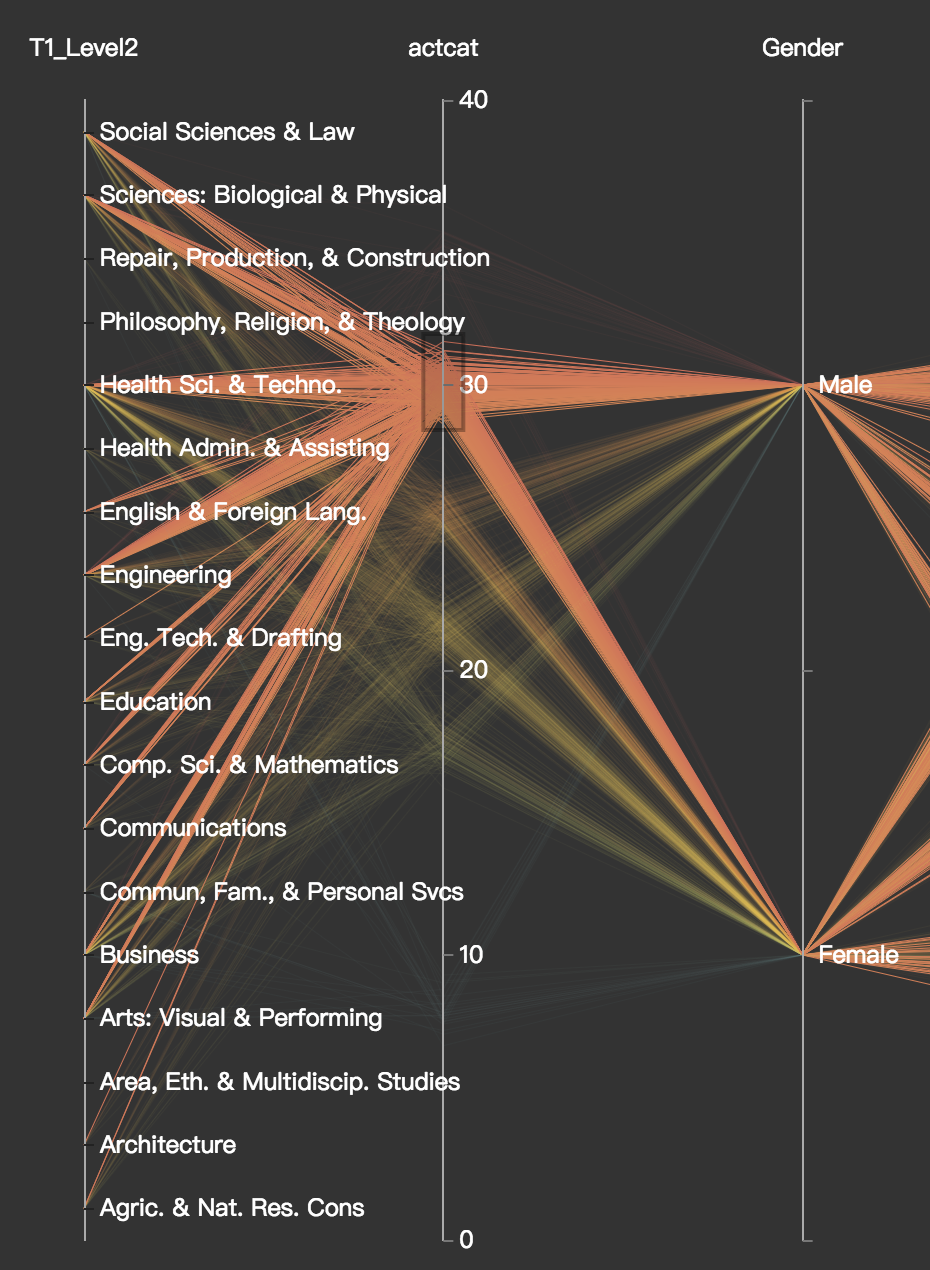 T1_Level2
actcat
Gender
40
Social Sciences & Law
Sciences: Biological & Physical
Repair, Production, & Construction
Philosophy, Religion, & Theology
Health Sci. & Techno.
30
Male
Health Admin. & Assisting
English & Foreign Lang.
Engineering
Eng. Tech. & Drafting
20
Education
Comp. Sci. & Mathematics
Communications
Commun, Fam., & Personal Svcs
Business
10
Female
Arts: Visual & Performing
Area, Eth. & Multidiscip. Studies
Architecture
Agric. & Nat. Res. Cons
0